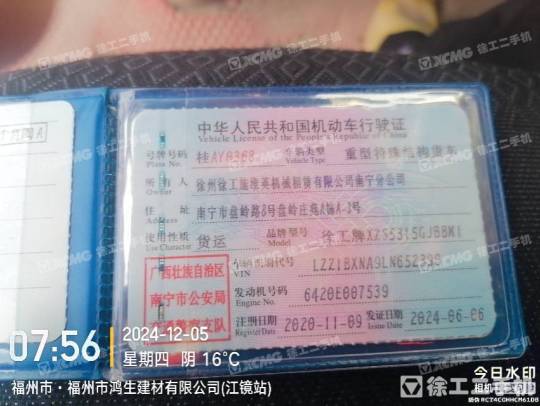 中华人民共和国机动车行驶证
Vehicle License of the People's Republic of China
号牌号码 桂AY0368 车辆类型 重型特殊结构货车
Plate No. Vehicle Type
所有人 徐州徐工施维英机械租赁有限公司南宁分公司
Owner
住址 南宁市盘岭路8号盘岭庄苑A栋A-1号
Address
使用性质 货运 品牌型号 徐工牌XZS5315GJBBM1
Use Character Model
广西壮族自治区
南宁市公安局
交通警察支队
车辆识别代号 LZZ1BXNA9LN652399
VIN
发动机号码 6420E007539
Engine No.
注册日期 2020-11-09 发证日期 2024-06-06
Register Date Issue Date
07:56
2024-12-05
星期四 阴 16℃
福州市·福州市鸿生建材有限公司(江镜站)
今日水印
徐工二手机
XCMG 徐工二手机